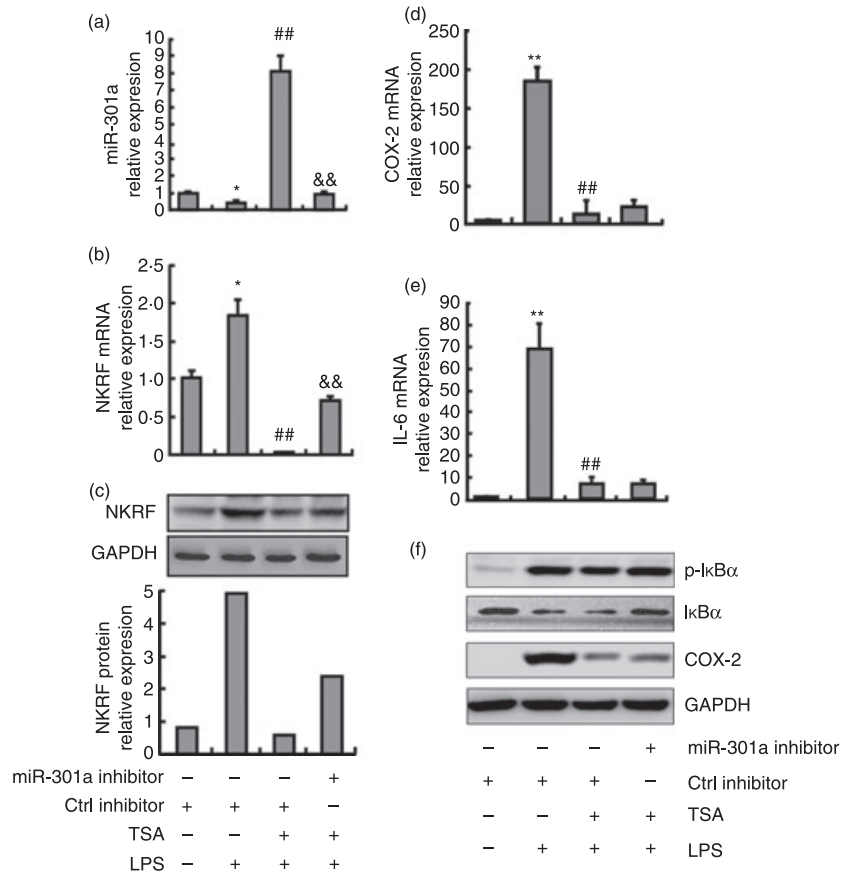 (a)
miR-301a
relative expression
10
9
8
7
6
5
4
3
2
1
0
*
##
&&
(b)
NKRF mRNA
relative expression
2·5
2·0
1·5
1·0
0·5
0
*
##
&&
(c)
NKRF
GAPDH
NKRF protein
relative expression
5
4
3
2
1
0
miR-301a inhibitor − − − +
Ctrl inhibitor + + + −
TSA − − + +
LPS − + + +
(d)
COX-2 mRNA
relative expression
250
200
150
100
50
0
**
##
(e)
IL-6 mRNA
relative expression
90
80
70
60
50
40
30
20
10
0
**
##
(f)
p-IκBα
IκBα
COX-2
GAPDH
− − − + miR-301a inhibitor
+ + + − Ctrl inhibitor
− − + + TSA
− + + + LPS